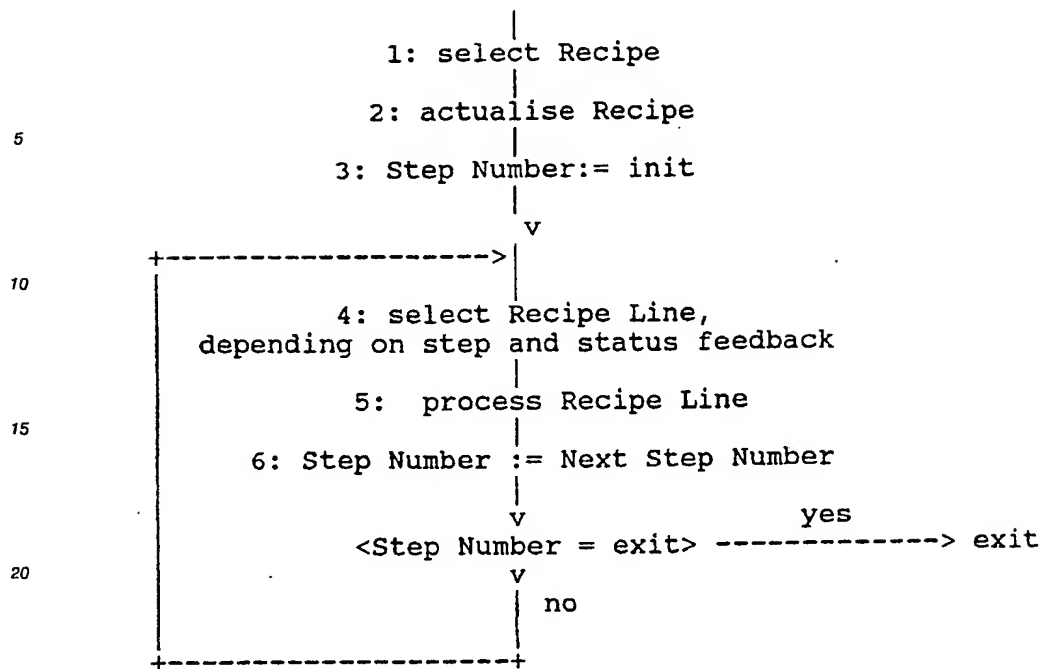 1: select Recipe
2: actualise Recipe
5
3: Step Number:= init
v
10
4: select Recipe Line,
depending on step and status feedback
5: process Recipe Line
15
6: Step Number := Next Step Number
v
yes
<Step Number = exit> -------------> exit
20
v
no